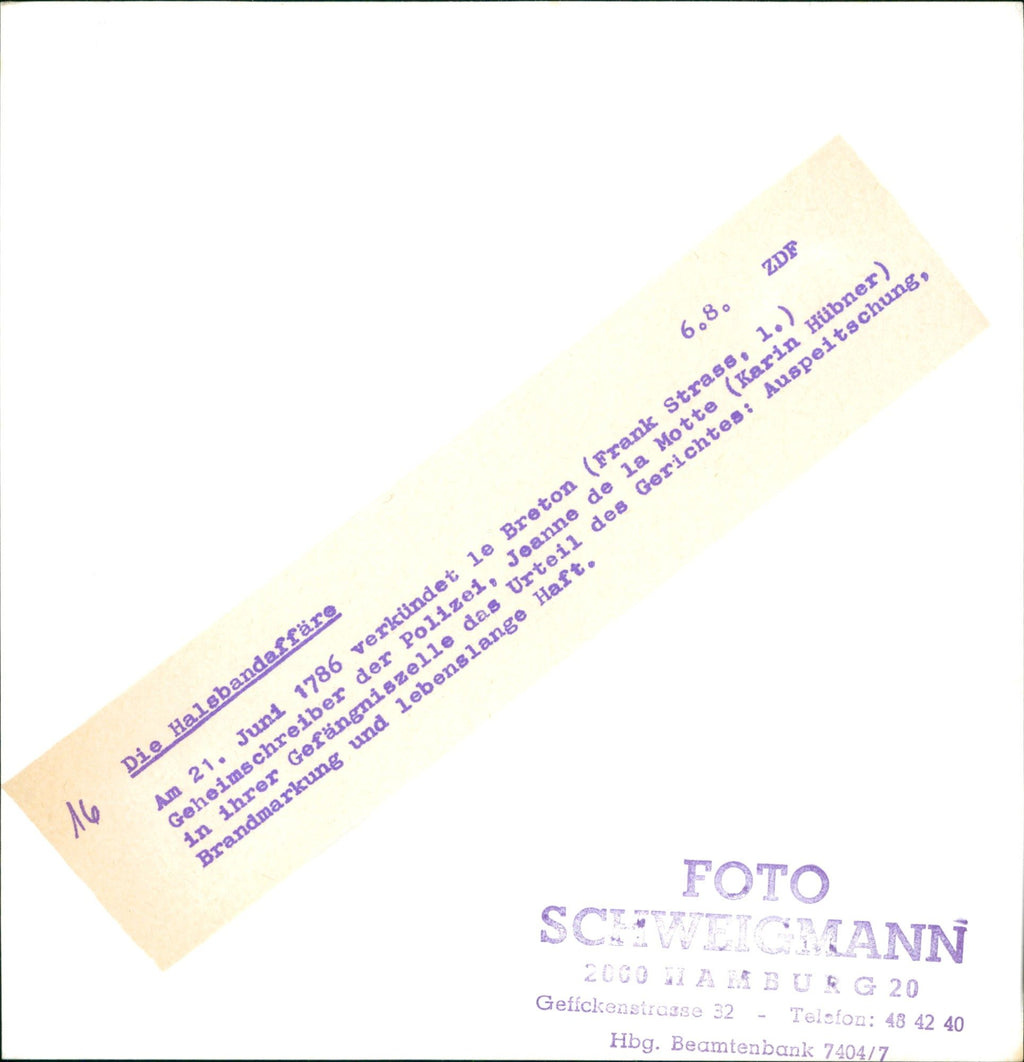 6.8. ZDF
Die Halsbandaffäre
Am 21. Juni 1786 verkündet le Breton (Frank Strass, l.)
Geheimschreiber der Polizei, Jeanne de la Motte (Karin Hübner)
in ihrer Gefängniszelle das Urteil des Gerichtes: Auspeitschung,
Brandmarkung und lebenslange Haft.
16
FOTO
SCHWEIGMANN
2000 HAMBURG 20
Geffckenstrasse 32 - Telefon: 48 42 40
Hbg. Beamtenbank 7404/7